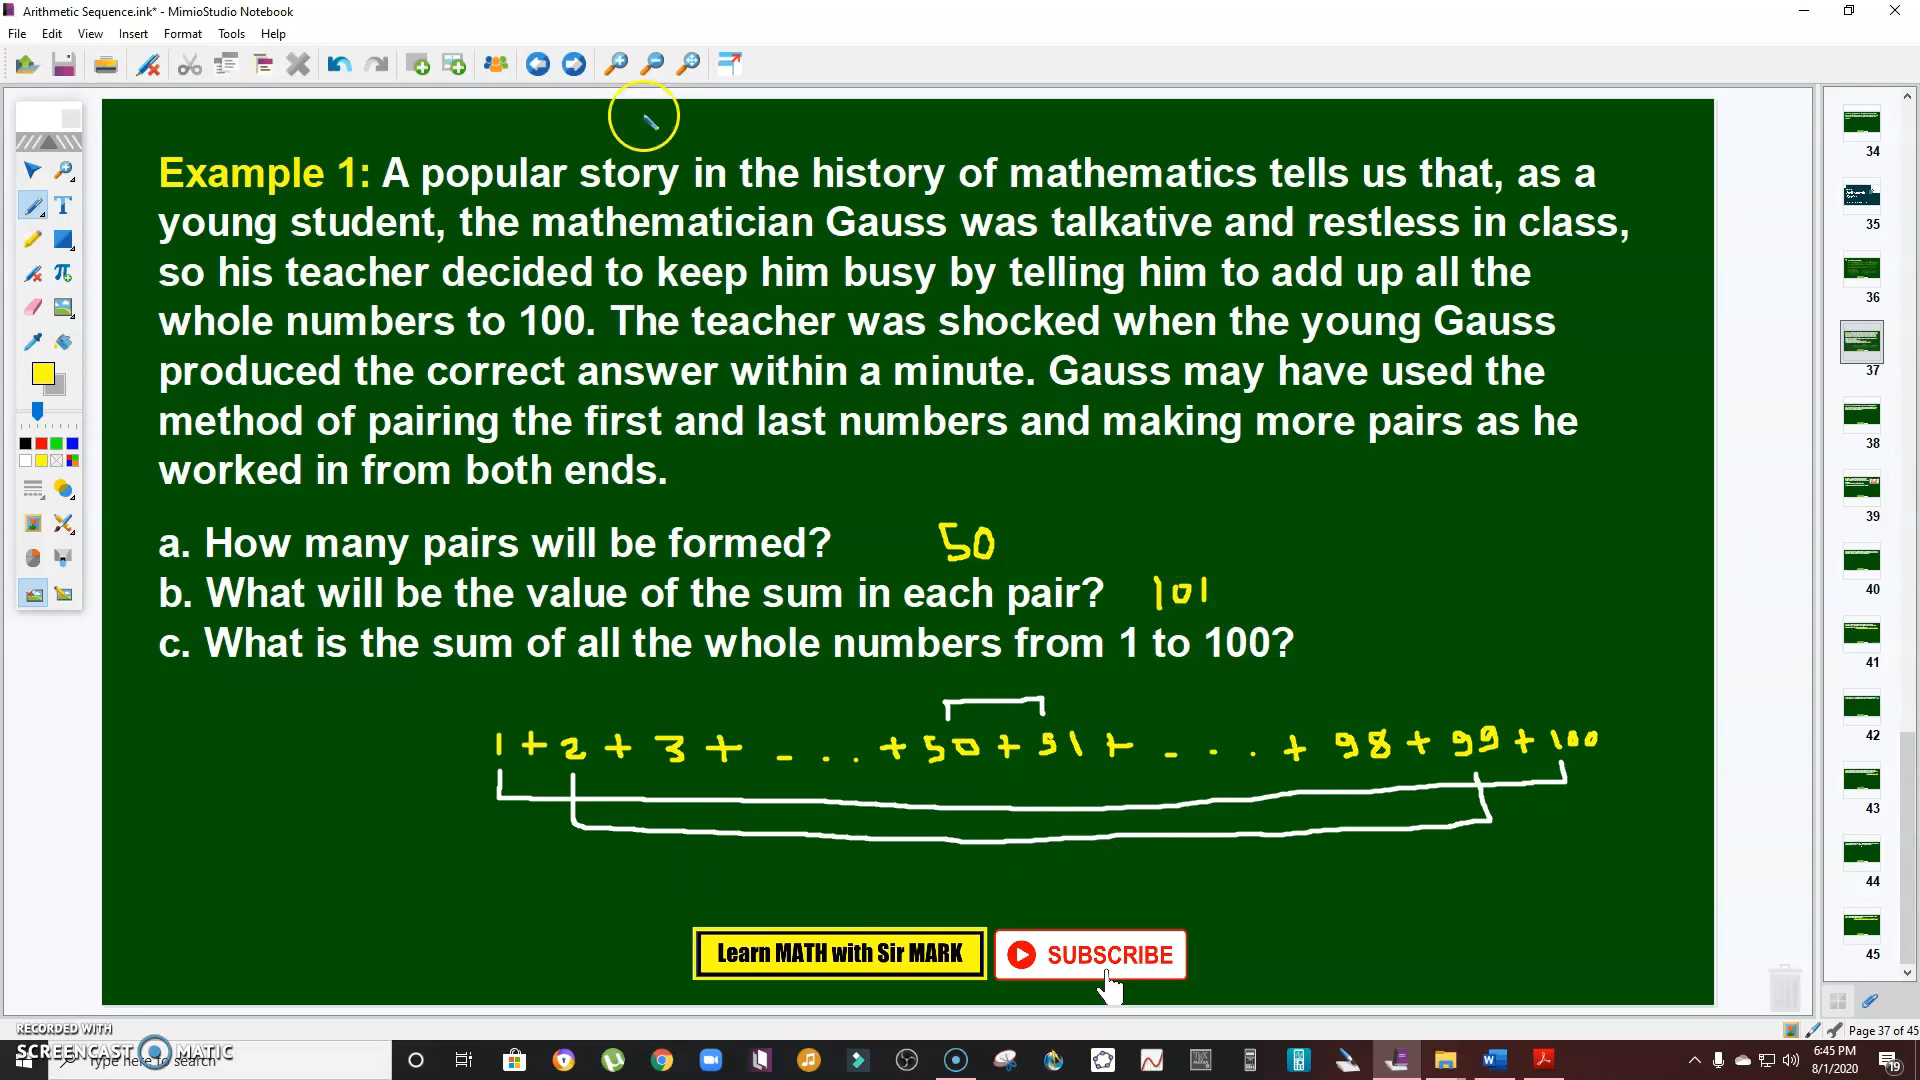 Arithmetic Sequence.ink* - MimioStudio Notebook
File Edit View Insert Format Tools Help
Example 1: A popular story in the history of mathematics tells us that, as a
young student, the mathematician Gauss was talkative and restless in class,
so his teacher decided to keep him busy by telling him to add up all the
whole numbers to 100. The teacher was shocked when the young Gauss
produced the correct answer within a minute. Gauss may have used the
method of pairing the first and last numbers and making more pairs as he
worked in from both ends.
a. How many pairs will be formed? 50
b. What will be the value of the sum in each pair? 101
c. What is the sum of all the whole numbers from 1 to 100?
1 + 2 + 3 + - . . . + 50 + 51 + - . . . + 98 + 99 + 100
Learn MATH with Sir MARK
SUBSCRIBE
34
35
36
37
38
39
40
41
42
43
44
45
Page 37 of 45
RECORDED WITH
SCREENCAST MATIC
Type here to search
6:45 PM
8/1/2020
19